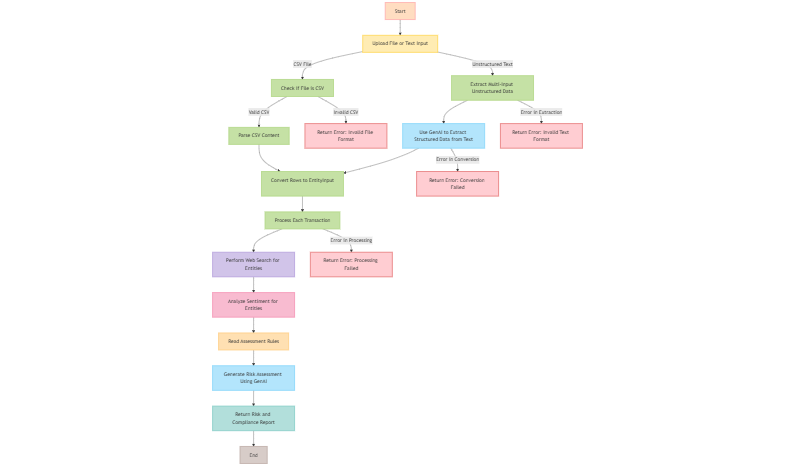 Start
Upload File or Text Input
CSV File
Unstructured Text
Check if File is CSV
Extract Multi-input
Unstructured Data
Valid CSV
Invalid CSV
Error in Extraction
Parse CSV Content
Return Error: Invalid File
Format
Use GenAI to Extract
Structured Data from Text
Return Error: Invalid Text
Format
Error in Conversion
Convert Rows to EntityInput
Return Error: Conversion
Failed
Process Each Transaction
Error in Processing
Perform Web Search for
Entities
Return Error: Processing
Failed
Analyze Sentiment for
Entities
Read Assessment Rules
Generate Risk Assessment
Using GenAI
Return Risk and
Compliance Report
End